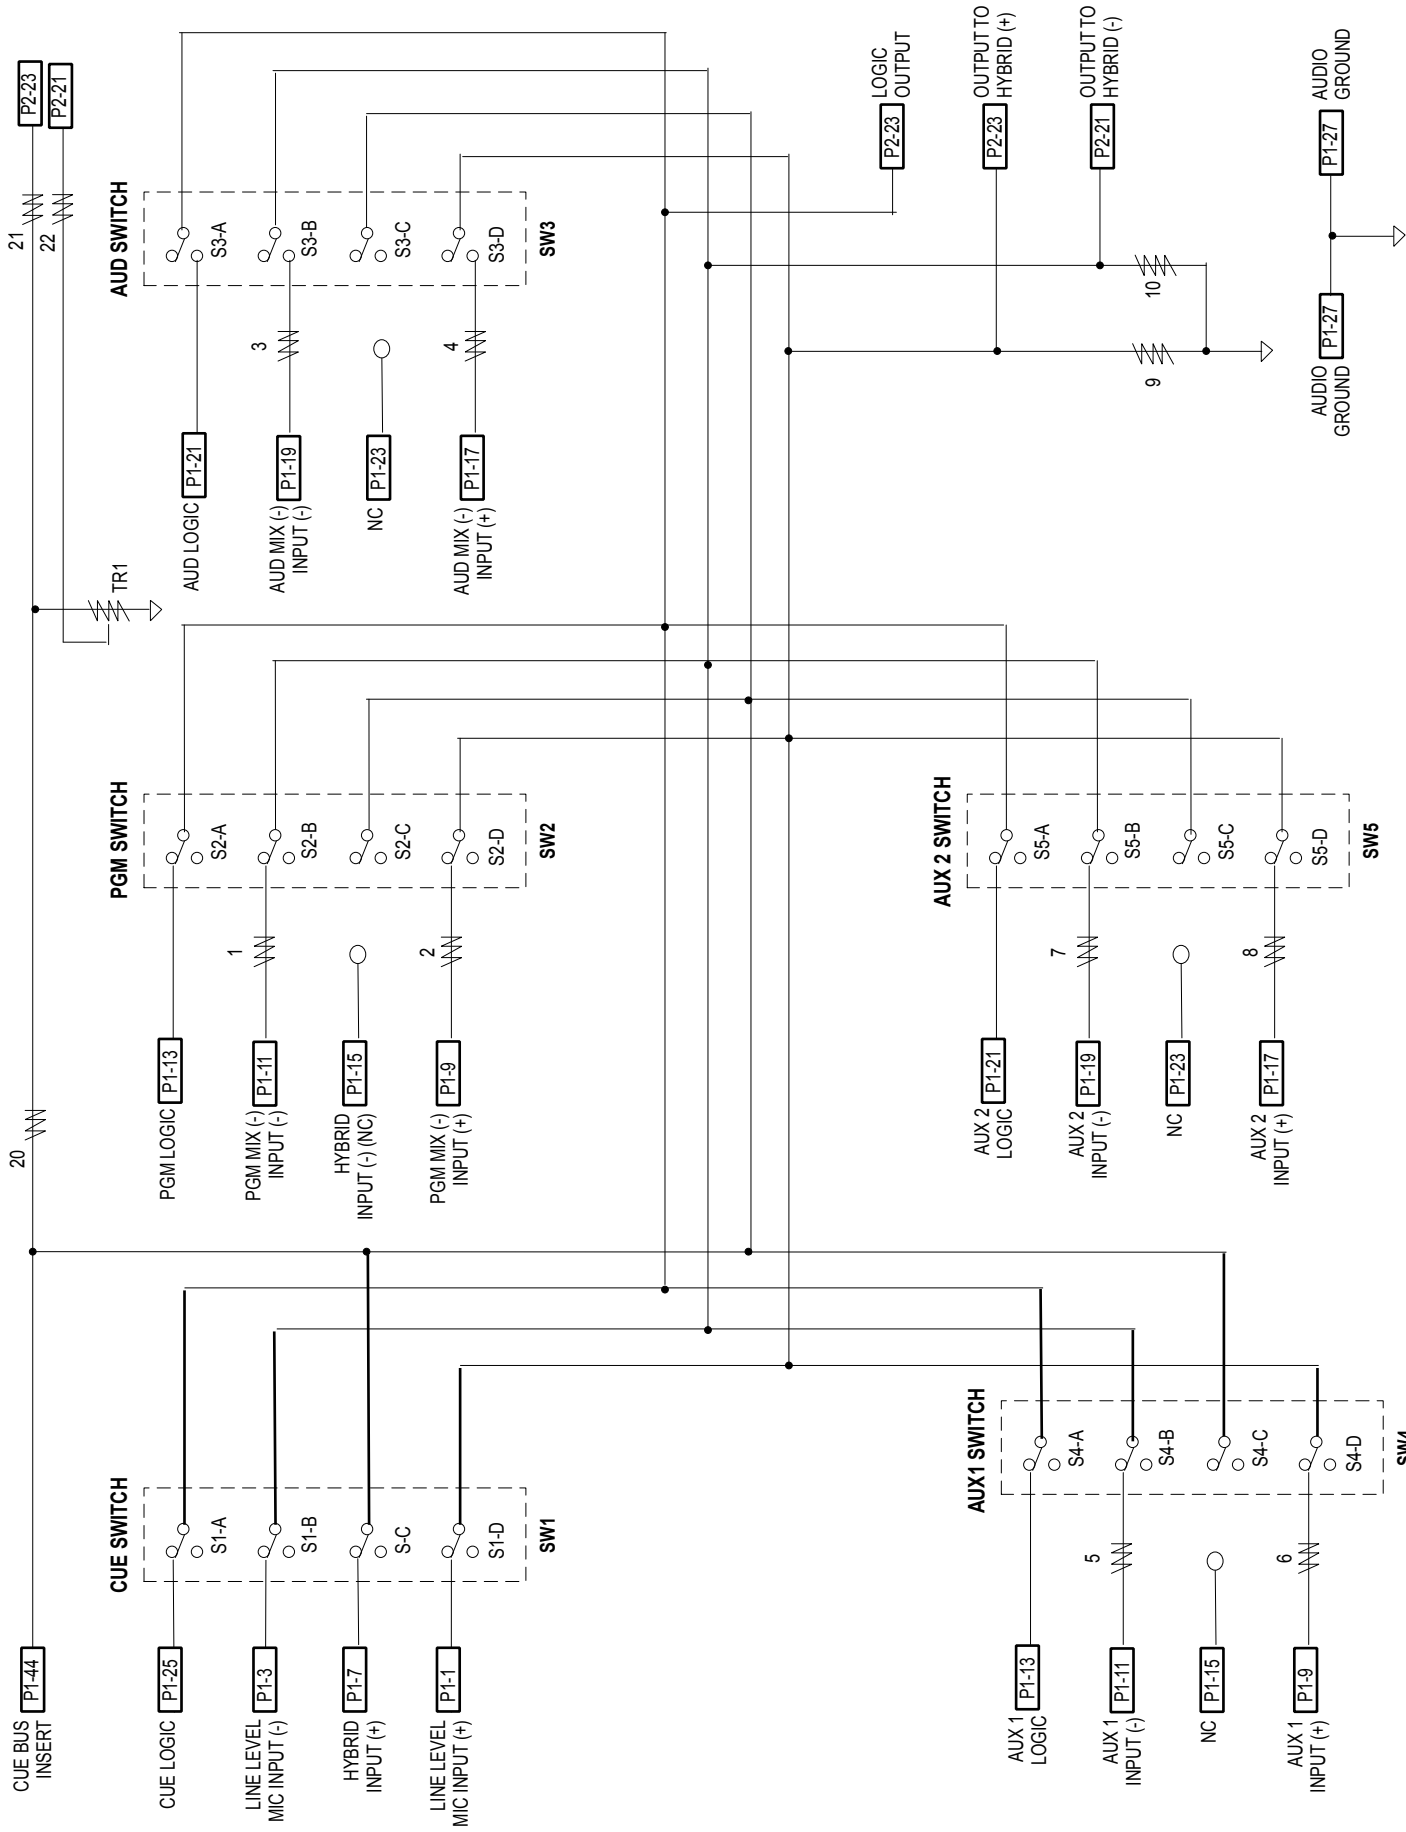 CUE BUS
INSERT
P1-44
20
21
22
P2-23
P2-21
TR1
CUE SWITCH
CUE LOGIC
P1-25
S1-A
LINE LEVEL
MIC INPUT (-)
P1-3
S1-B
HYBRID
INPUT (+)
P1-7
S-C
LINE LEVEL
MIC INPUT (+)
P1-1
S1-D
SW1
PGM SWITCH
PGM LOGIC
P1-13
S2-A
PGM MIX (-)
INPUT (-)
P1-11
1
S2-B
HYBRID
INPUT (-) (NC)
P1-15
S2-C
PGM MIX (-)
INPUT (+)
P1-9
2
S2-D
SW2
AUD SWITCH
AUD LOGIC
P1-21
S3-A
AUD MIX (-)
INPUT (-)
P1-19
3
S3-B
NC
P1-23
S3-C
AUD MIX (-)
INPUT (+)
P1-17
4
S3-D
SW3
LOGIC
OUTPUT
P2-23
OUTPUT TO
HYBRID (+)
P2-23
OUTPUT TO
HYBRID (-)
P2-21
10
9
AUX1 SWITCH
AUX 1
LOGIC
P1-13
S4-A
AUX 1
INPUT (-)
P1-11
5
S4-B
NC
P1-15
S4-C
AUX 1
INPUT (+)
P1-9
6
S4-D
SW4
AUX 2 SWITCH
AUX 2
LOGIC
P1-21
S5-A
AUX 2
INPUT (-)
P1-19
7
S5-B
NC
P1-23
S5-C
AUX 2
INPUT (+)
P1-17
8
S5-D
SW5
AUDIO
GROUND
P1-27
P1-27
AUDIO
GROUND